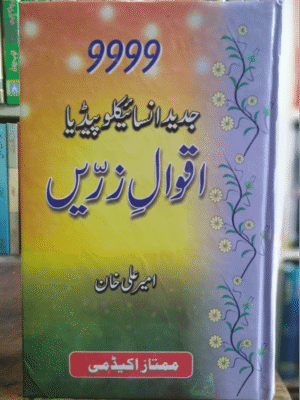 9999
جدید انسائیکلوپیڈیا
اقوالِ زرّیں
امیر علی خان
ممتاز اکیڈمی